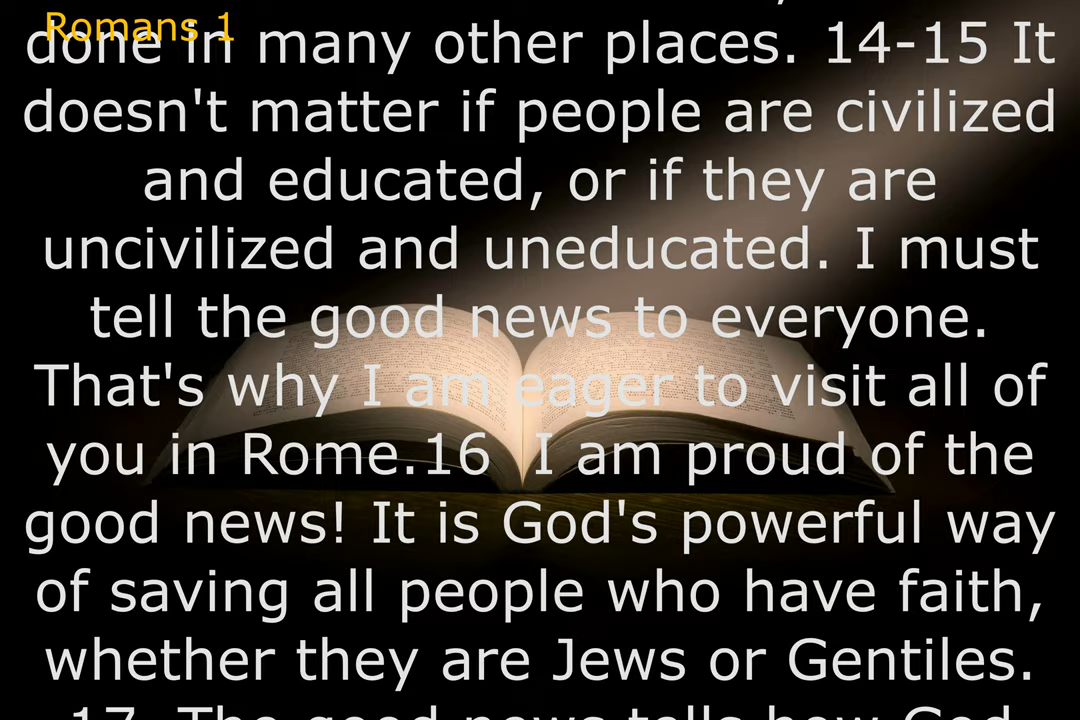 Romans 1
done in many other places. 14-15 It
doesn't matter if people are civilized
and educated, or if they are
uncivilized and uneducated. I must
tell the good news to everyone.
That's why I am eager to visit all of
you in Rome.16  I am proud of the
good news! It is God's powerful way
of saving all people who have faith,
whether they are Jews or Gentiles.
17  The good news tells how God